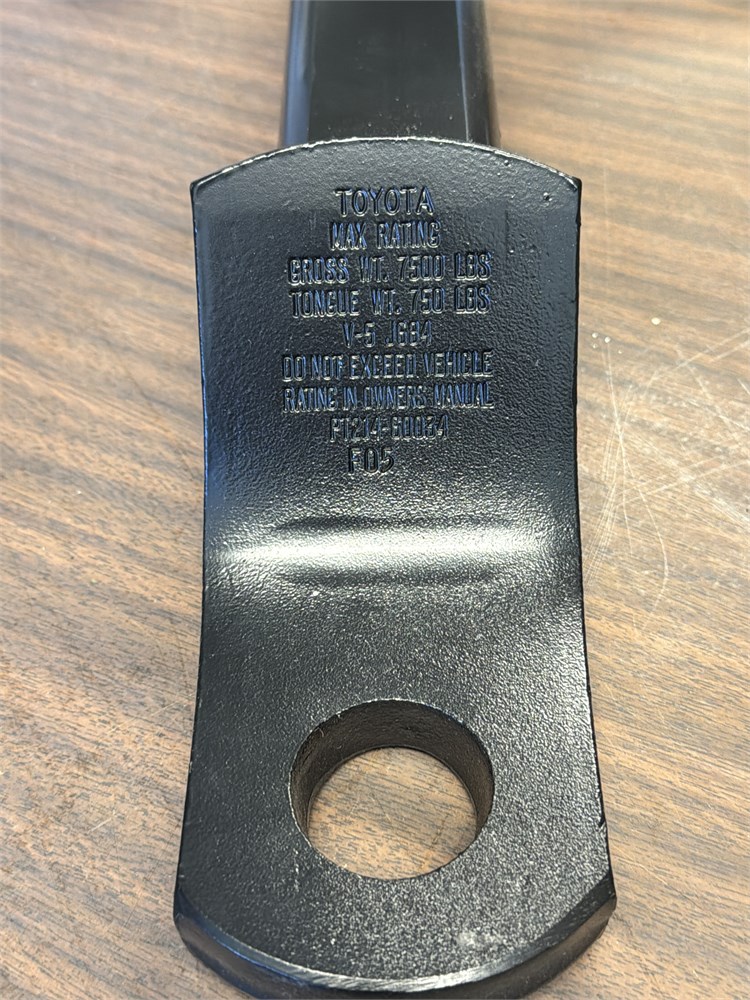 TOYOTA
MAX RATING
GROSS WT. 7500 LBS
TONGUE WT. 750 LBS
V-5 J684
DO NOT EXCEED VEHICLE
RATING IN OWNERS MANUAL
PT214-60034
F05